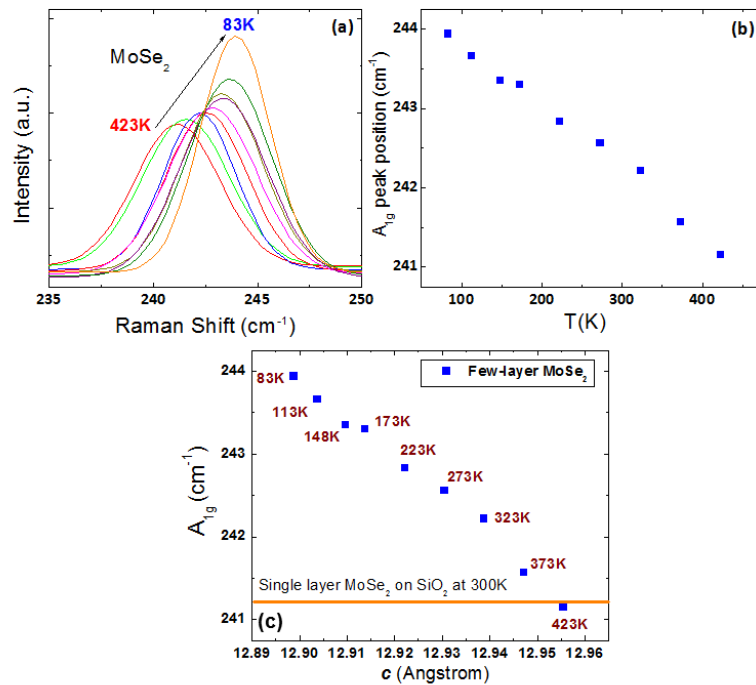 (a)
83K
MoSe₂
423K
Intensity (a.u.)
235 240 245 250
Raman Shift (cm⁻¹)
(b)
244
243
242
241
A₁g peak position (cm⁻¹)
100 200 300 400
T(K)
Few-layer MoSe₂
244
243
242
241
A₁g (cm⁻¹)
83K
113K
148K
173K
223K
273K
323K
373K
Single layer MoSe₂ on SiO₂ at 300K
423K
(c)
12.89 12.90 12.91 12.92 12.93 12.94 12.95 12.96
c (Angstrom)